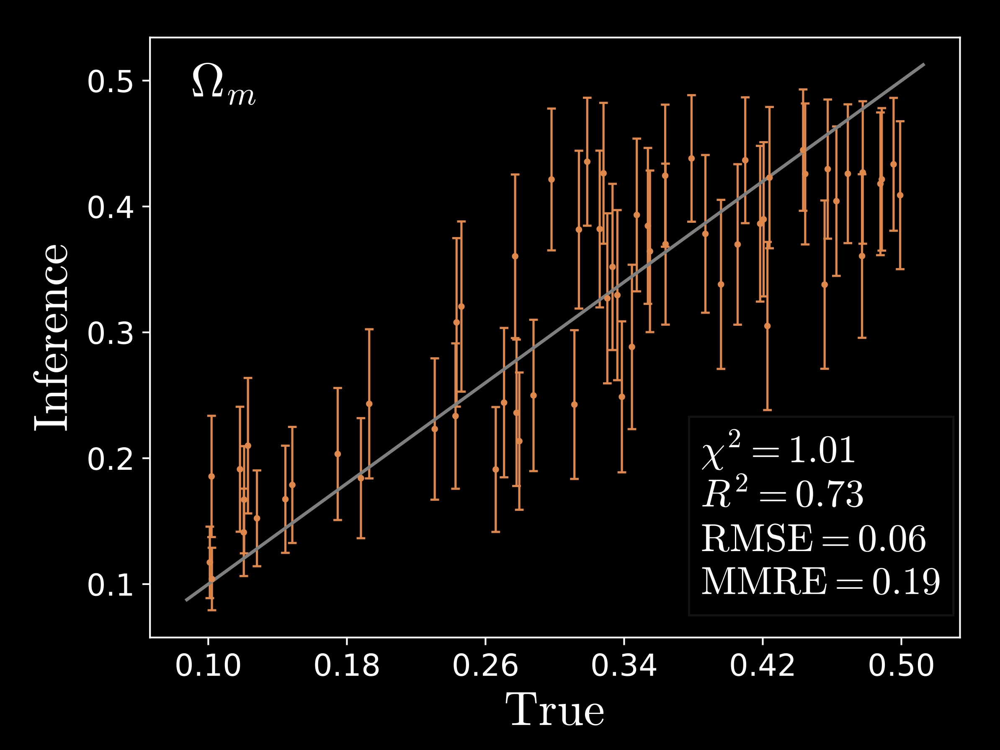 Ωₘ
0.5
0.4
0.3
0.2
0.1
Inference
χ² = 1.01
R² = 0.73
RMSE = 0.06
MMRE = 0.19
0.10 0.18 0.26 0.34 0.42 0.50
True